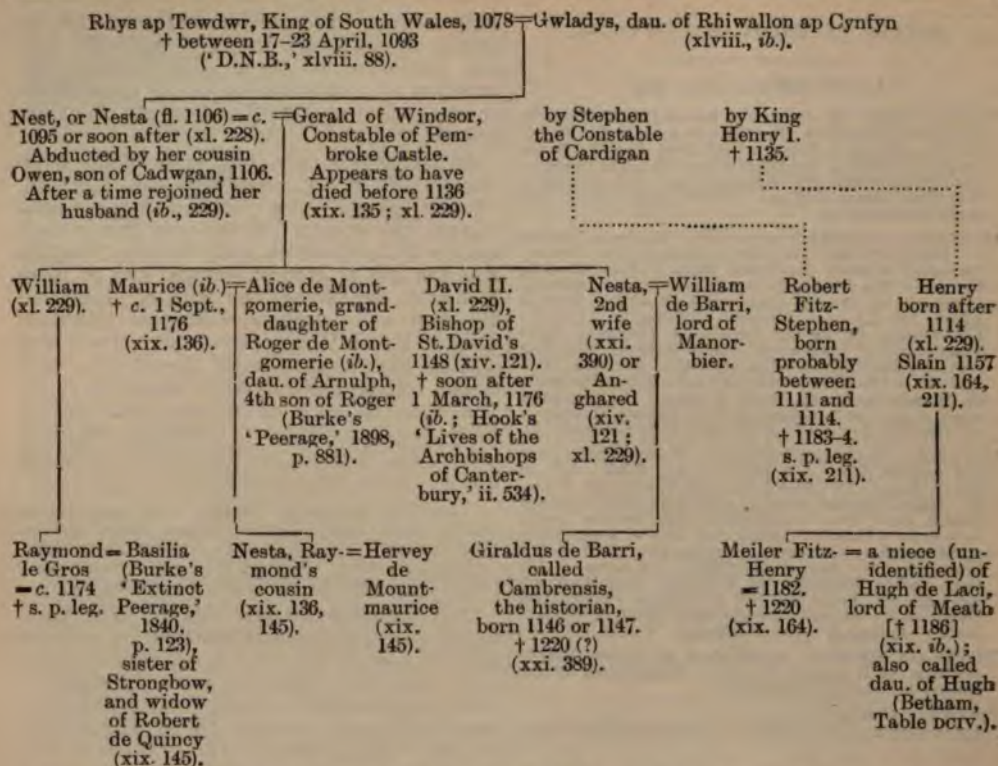 Rhys ap Tewdwr, King of South Wales, 1078=Gwladys, dau. of Rhiwallon ap Cynfyn
† between 17–23 April, 1093
(‘D.N.B.,’ xlviii. 88).
(xlviii., ib.).
Nest, or Nesta (fl. 1106)=c.
1095 or soon after (xl. 228).
Abducted by her cousin
Owen, son of Cadwgan, 1106.
After a time rejoined her
husband (ib., 229).
=Gerald of Windsor,
Constable of Pem-
broke Castle.
Appears to have
died before 1136
(xix. 135; xl. 229).
by Stephen
the Constable
of Cardigan
by King
Henry I.
† 1135.
William
(xl. 229).
Maurice (ib.)
† c. 1 Sept.,
1176
(xix. 136).
=Alice de Mont-
gomerie, grand-
daughter of
Roger de Mont-
gomerie (ib.),
dau. of Arnulph,
4th son of Roger
(Burke's
‘Peerage,’ 1898,
p. 881).
David II.
(xl. 229),
Bishop of
St. David's
1148 (xiv. 121).
† soon after
1 March, 1176
(ib.; Hook's
‘Lives of the
Archbishops
of Canter-
bury,’ ii. 534).
Nesta,
2nd
wife
(xxi.
390) or
An-
ghared
(xiv.
121;
xl. 229).
=William
de Barri,
lord of
Manor-
bier.
Robert
Fitz-
Stephen,
born
probably
between
1111 and
1114.
† 1183–4.
s. p. leg.
(xix. 211).
Henry
born after
1114
(xl. 229).
Slain 1157
(xix. 164,
211).
Raymond
le Gros
=c. 1174
† s. p. leg.
= Basilia
(Burke's
‘Extinct
Peerage,’
1840.
p. 123),
sister of
Strongbow,
and widow
of Robert
de Quincy
(xix. 145).
Nesta, Ray-
mond's
cousin
(xix. 136,
145).
=Hervey
de
Mount-
maurice
(xix.
145).
Giraldus de Barri,
called
Cambrensis,
the historian,
born 1146 or 1147.
† 1220 (?)
(xxi. 389).
Meiler Fitz-
Henry
=1182.
† 1220
(xix. 164).
= a niece (un-
identified) of
Hugh de Laci,
lord of Meath
[† 1186]
(xix. ib.);
also called
dau. of Hugh
(Betham,
Table DCIV.).